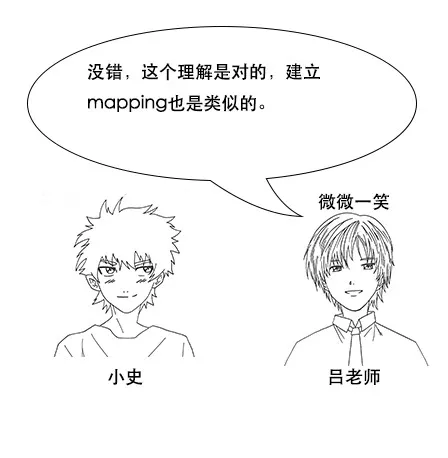 没错，这个理解是对的，建立
mapping也是类似的。
微微一笑
小史
吕老师